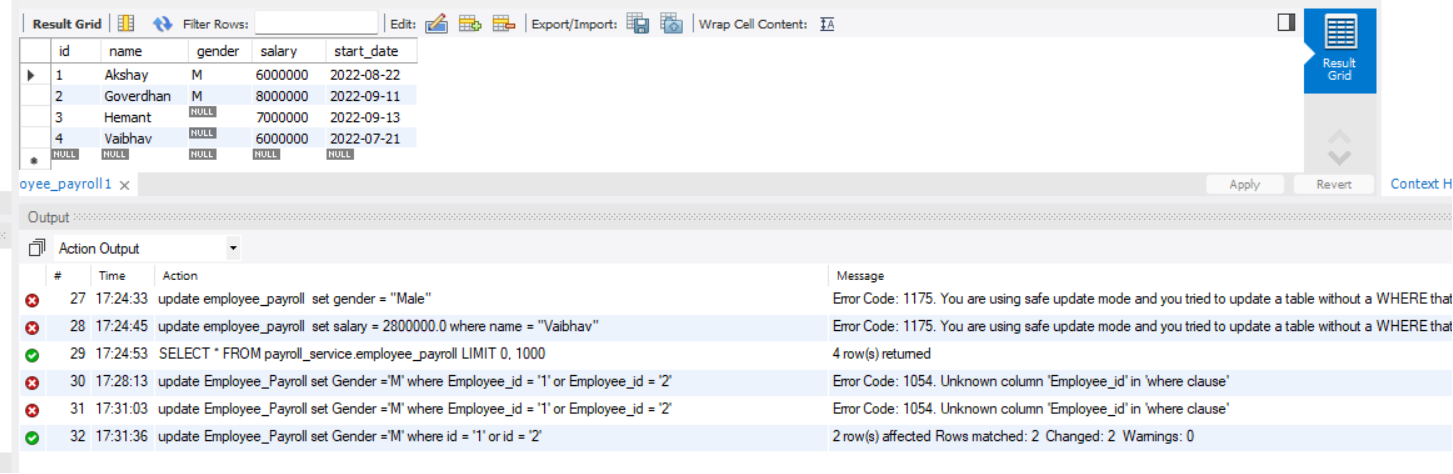 Result Grid Filter Rows: Edit: Export/Import: Wrap Cell Content: IA
Result Grid
id name gender salary start_date
1 Akshay M 6000000 2022-08-22
2 Goverdhan M 8000000 2022-09-11
3 Hemant NULL 7000000 2022-09-13
4 Vaibhav NULL 6000000 2022-07-21
NULL NULL NULL NULL NULL
oyee_payroll1 Apply Revert Context H
Output
Action Output
# Time Action Message
27 17:24:33 update employee_payroll set gender = "Male" Error Code: 1175. You are using safe update mode and you tried to update a table without a WHERE that
28 17:24:45 update employee_payroll set salary = 2800000.0 where name = "Vaibhav" Error Code: 1175. You are using safe update mode and you tried to update a table without a WHERE that
29 17:24:53 SELECT * FROM payroll_service.employee_payroll LIMIT 0, 1000 4 row(s) returned
30 17:28:13 update Employee_Payroll set Gender ='M' where Employee_id = '1' or Employee_id = '2' Error Code: 1054. Unknown column 'Employee_id' in 'where clause'
31 17:31:03 update Employee_Payroll set Gender ='M' where Employee_id = '1' or Employee_id = '2' Error Code: 1054. Unknown column 'Employee_id' in 'where clause'
32 17:31:36 update Employee_Payroll set Gender ='M' where id = '1' or id = '2' 2 row(s) affected Rows matched: 2 Changed: 2 Warnings: 0